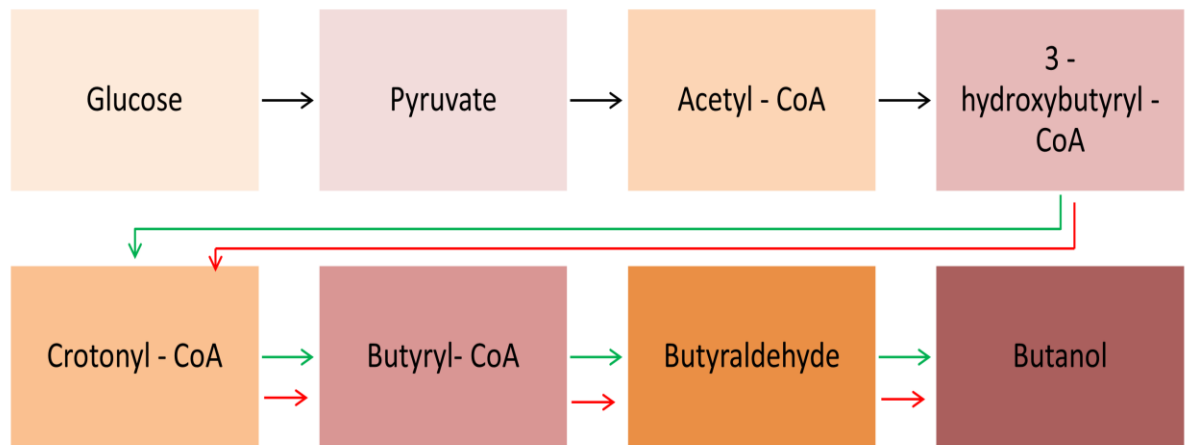 Glucose
Pyruvate
Acetyl - CoA
3 -
hydroxybutyryl -
CoA
Crotonyl - CoA
Butyryl- CoA
Butyraldehyde
Butanol